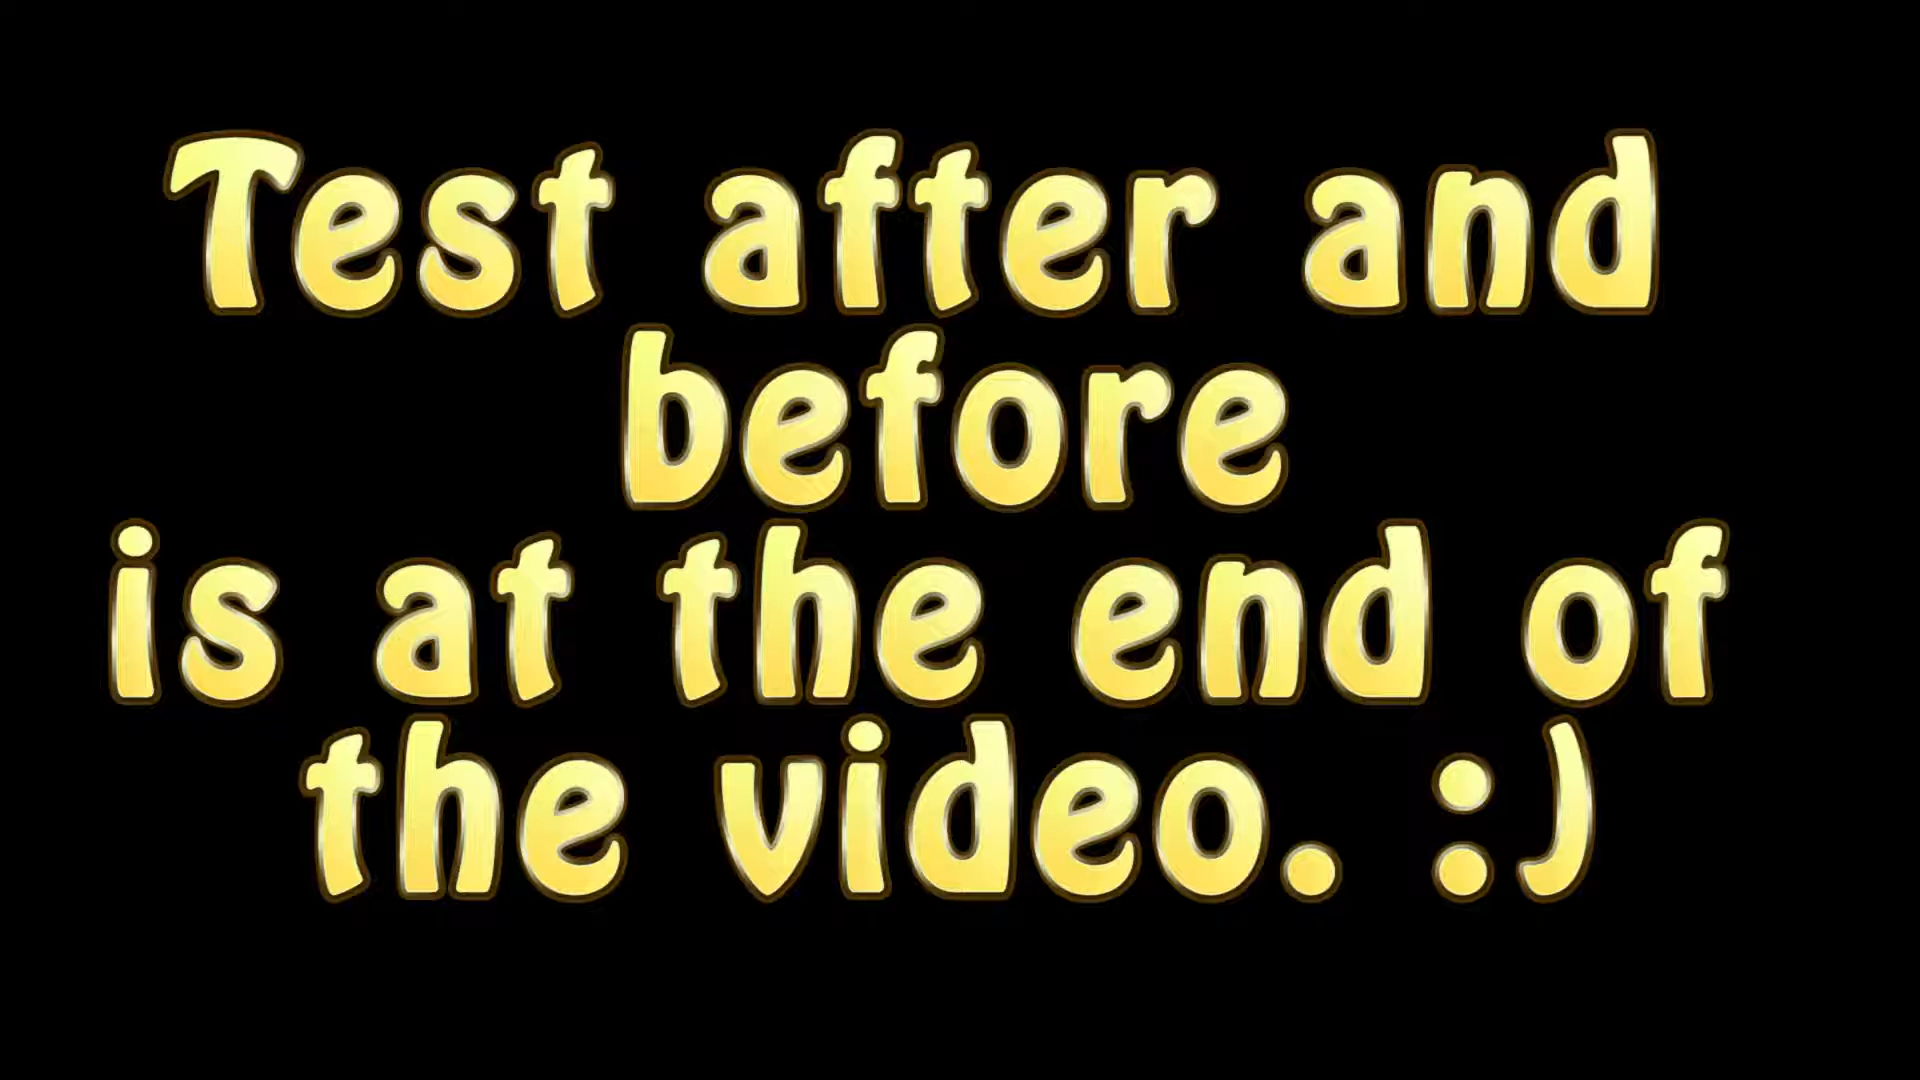 Test after and
before
is at the end of
the video. :)